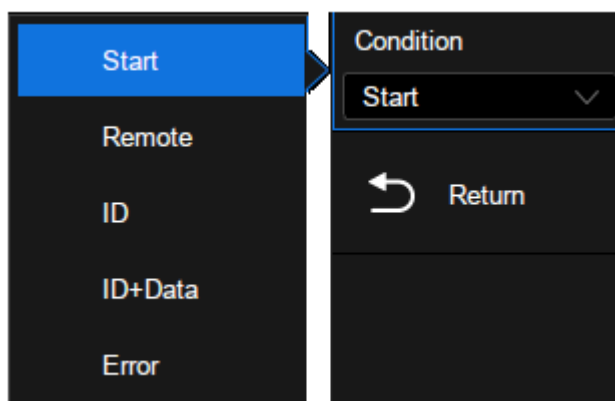 Start
Remote
ID
ID+Data
Error
Condition
Start
Return